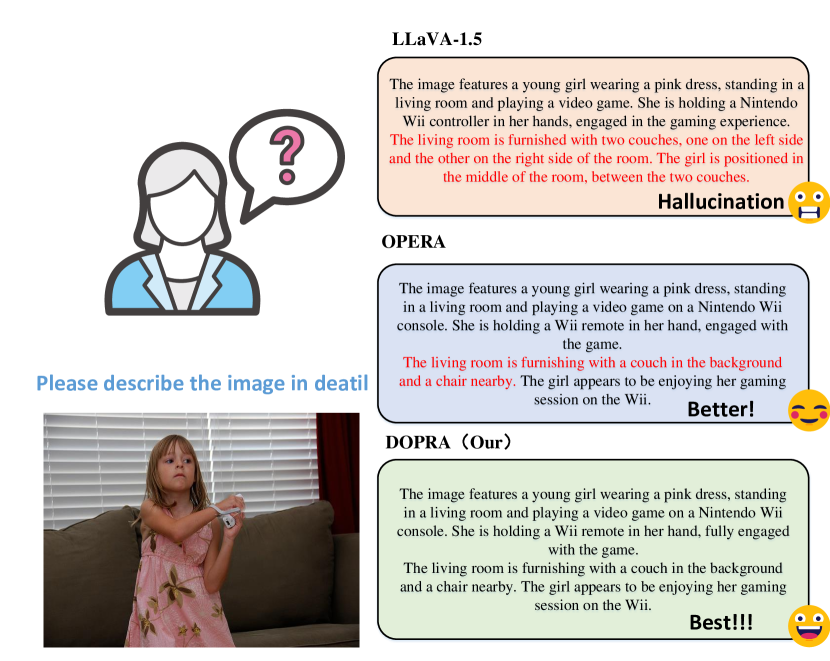 LLaVA-1.5
The image features a young girl wearing a pink dress, standing in a
living room and playing a video game. She is holding a Nintendo
Wii controller in her hands, engaged in the gaming experience.
The living room is furnished with two couches, one on the left side
and the other on the right side of the room. The girl is positioned in
the middle of the room, between the two couches.
Hallucination
?
OPERA
The image features a young girl wearing a pink dress, standing
in a living room and playing a video game on a Nintendo Wii
console. She is holding a Wii remote in her hand, engaged with
the game.
The living room is furnishing with a couch in the background
and a chair nearby. The girl appears to be enjoying her gaming
session on the Wii.
Better!
Please describe the image in deatil
DOPRA（Our）
The image features a young girl wearing a pink dress, standing
in a living room and playing a video game on a Nintendo Wii
console. She is holding a Wii remote in her hand, fully engaged
with the game.
The living room is furnishing with a couch in the background
and a chair nearby. The girl appears to be enjoying her gaming
session on the Wii.
Best!!!